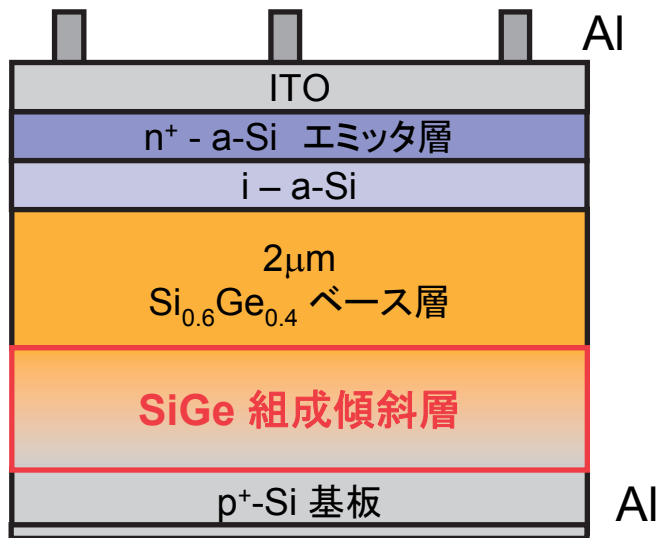 Al
ITO
n⁺ - a-Si エミッタ層
i – a-Si
2μm
Si₀.₆Ge₀.₄ ベース層
SiGe 組成傾斜層
p⁺-Si 基板
Al